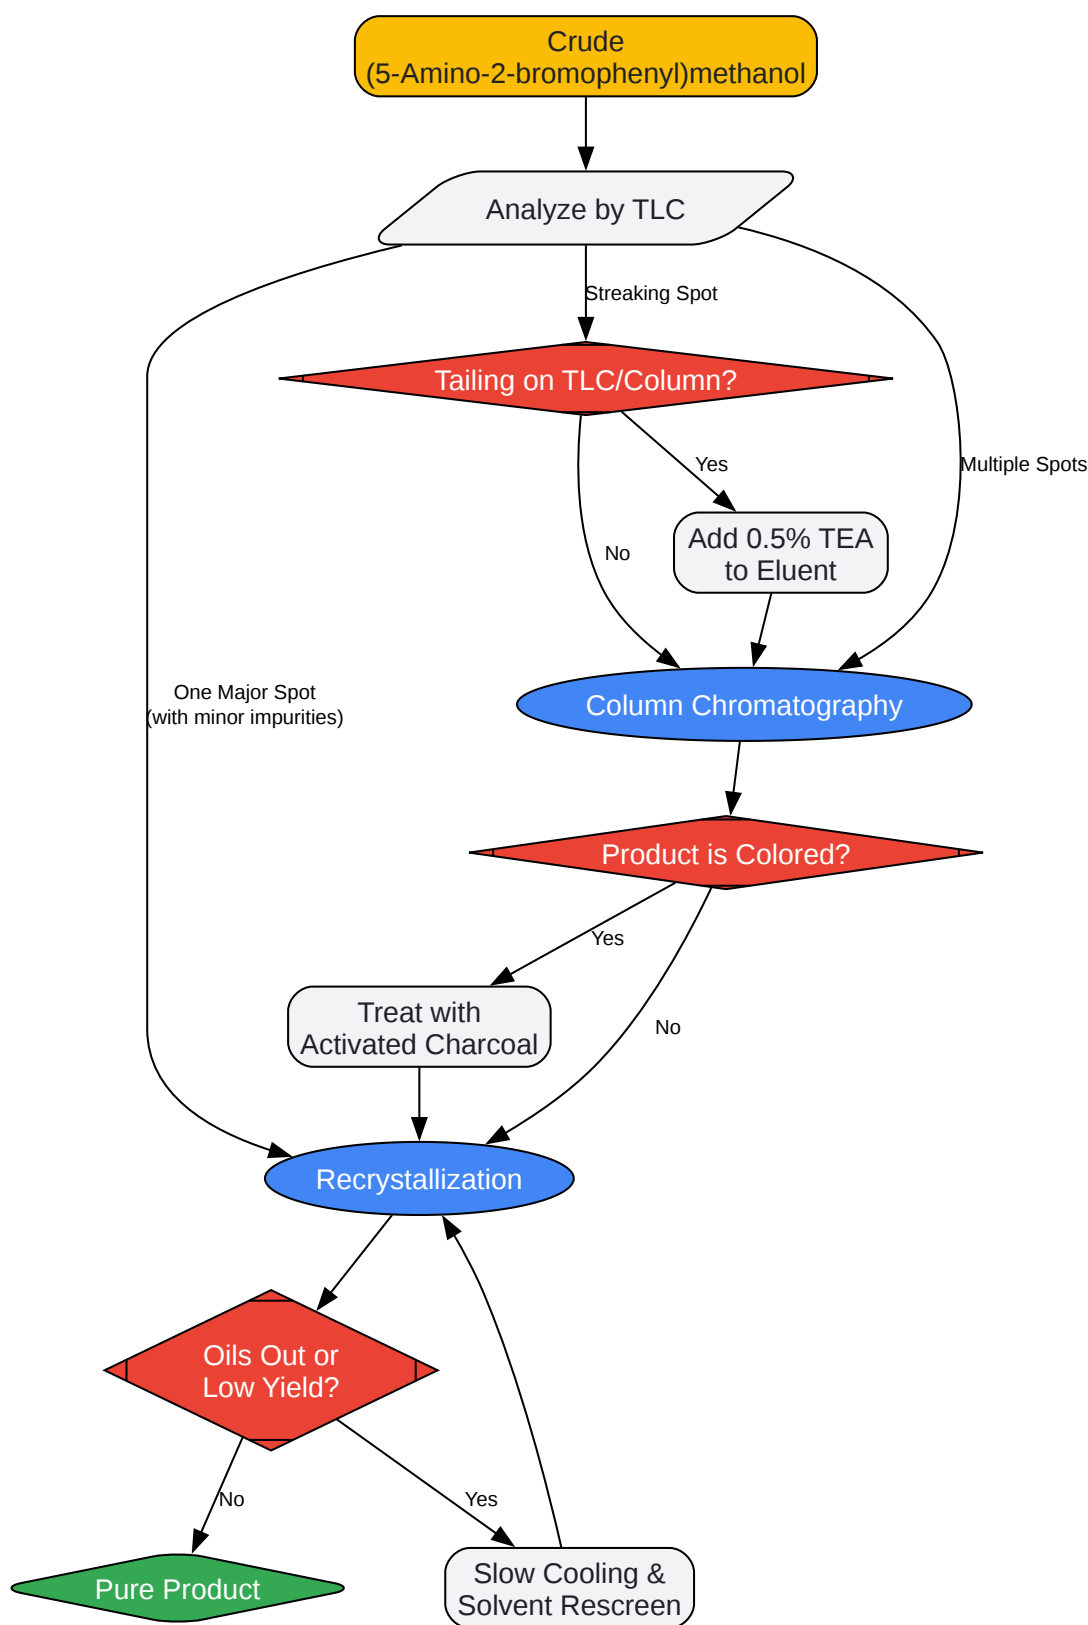 Crude
(5-Amino-2-bromophenyl)methanol
Analyze by TLC
Streaking Spot
Tailing on TLC/Column?
Yes
Multiple Spots
Add 0.5% TEA
to Eluent
No
One Major Spot
(with minor impurities)
Column Chromatography
Product is Colored?
Yes
Treat with
Activated Charcoal
No
Recrystallization
Oils Out or
Low Yield?
No
Yes
Pure Product
Slow Cooling &
Solvent Rescreen